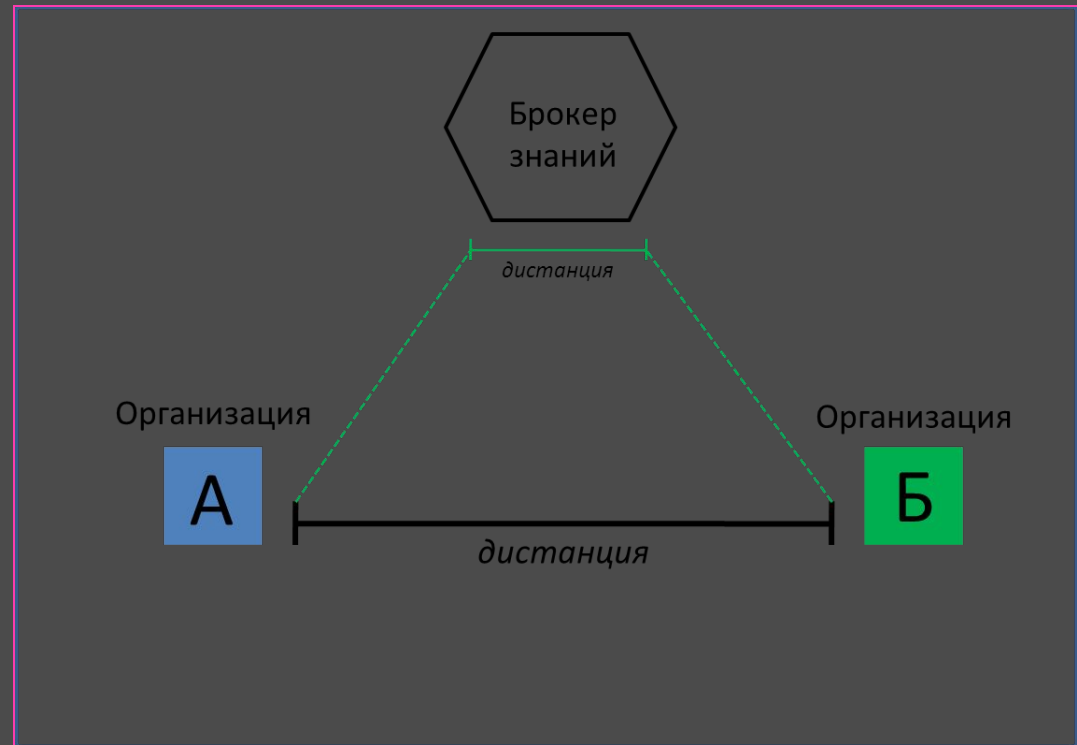 Брокер
знаний
дистанция
Организация
Организация
А
Б
дистанция